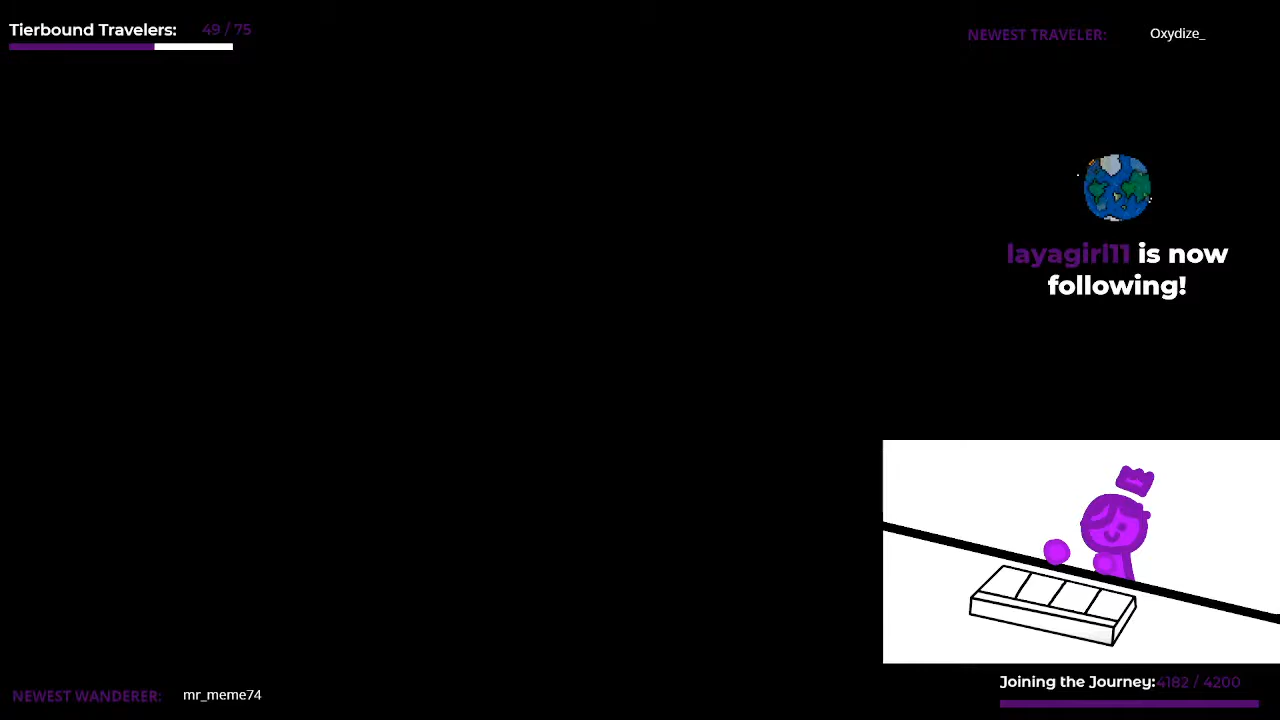 Tierbound Travelers: 49 / 75
NEWEST TRAVELER: Oxydize_
layagirl11 is now
following!
Joining the Journey: 4182 / 4200
NEWEST WANDERER: mr_meme74